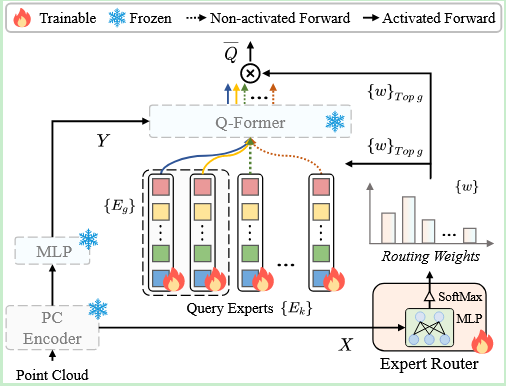 Trainable
Frozen
Non-activated Forward
Activated Forward
Q̅
{w}Top g
Q-Former
Y
{w}Top g
{E_g}
{w}
MLP
Routing Weights
Query Experts {E_k}
SoftMax
MLP
PC
Encoder
X
Expert Router
Point Cloud